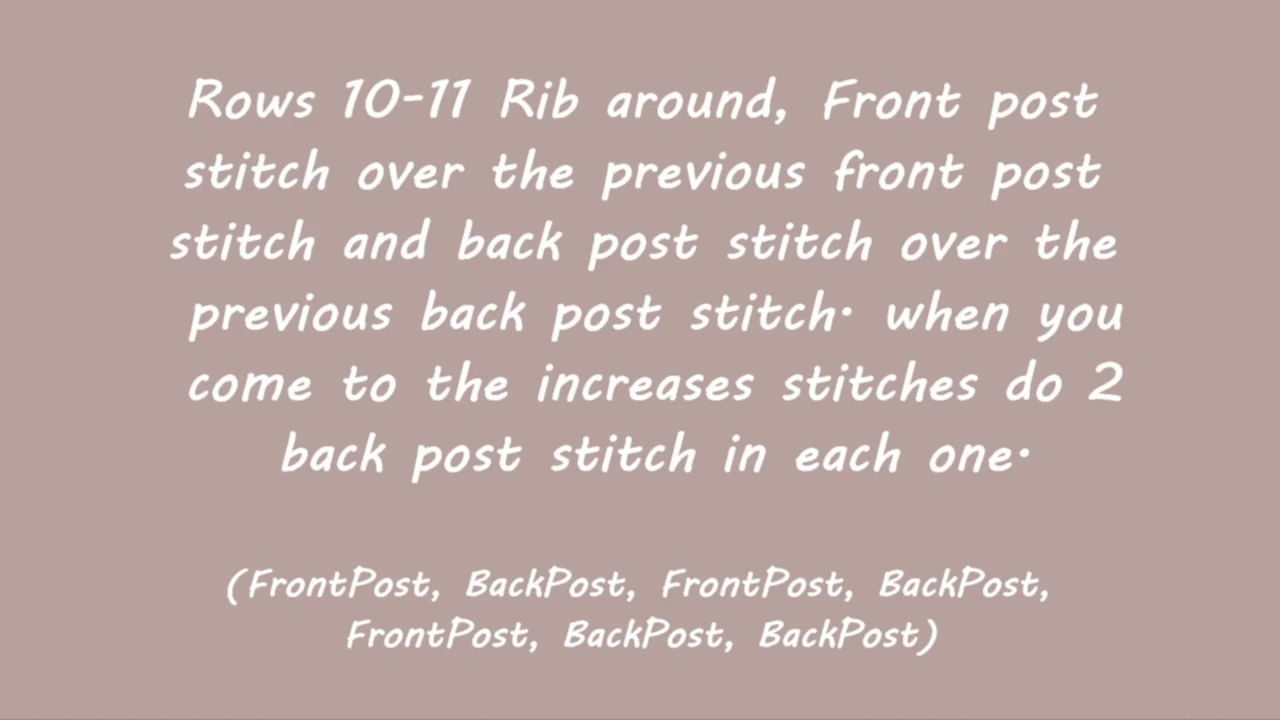 Rows 10-11 Rib around, Front post
stitch over the previous front post
stitch and back post stitch over the
previous back post stitch. when you
come to the increases stitches do 2
back post stitch in each one.
(FrontPost, BackPost, FrontPost, BackPost,
FrontPost, BackPost, BackPost)